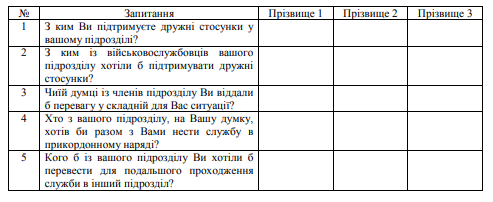 № Запитання Прізвище 1 Прізвище 2 Прізвище 3
1 З ким Ви підтримуєте дружні стосунки у
вашому підрозділі?
2 З ким із військовослужбовців вашого
підрозділу хотіли б підтримувати дружні
стосунки?
3 Чиїй думці із членів підрозділу Ви віддали
б перевагу у складній для Вас ситуації?
4 Хто з вашого підрозділу, на Вашу думку,
хотів би разом з Вами нести службу в
прикордонному наряді?
5 Кого б із вашого підрозділу Ви хотіли б
перевести для подальшого проходження
служби в інший підрозділ?